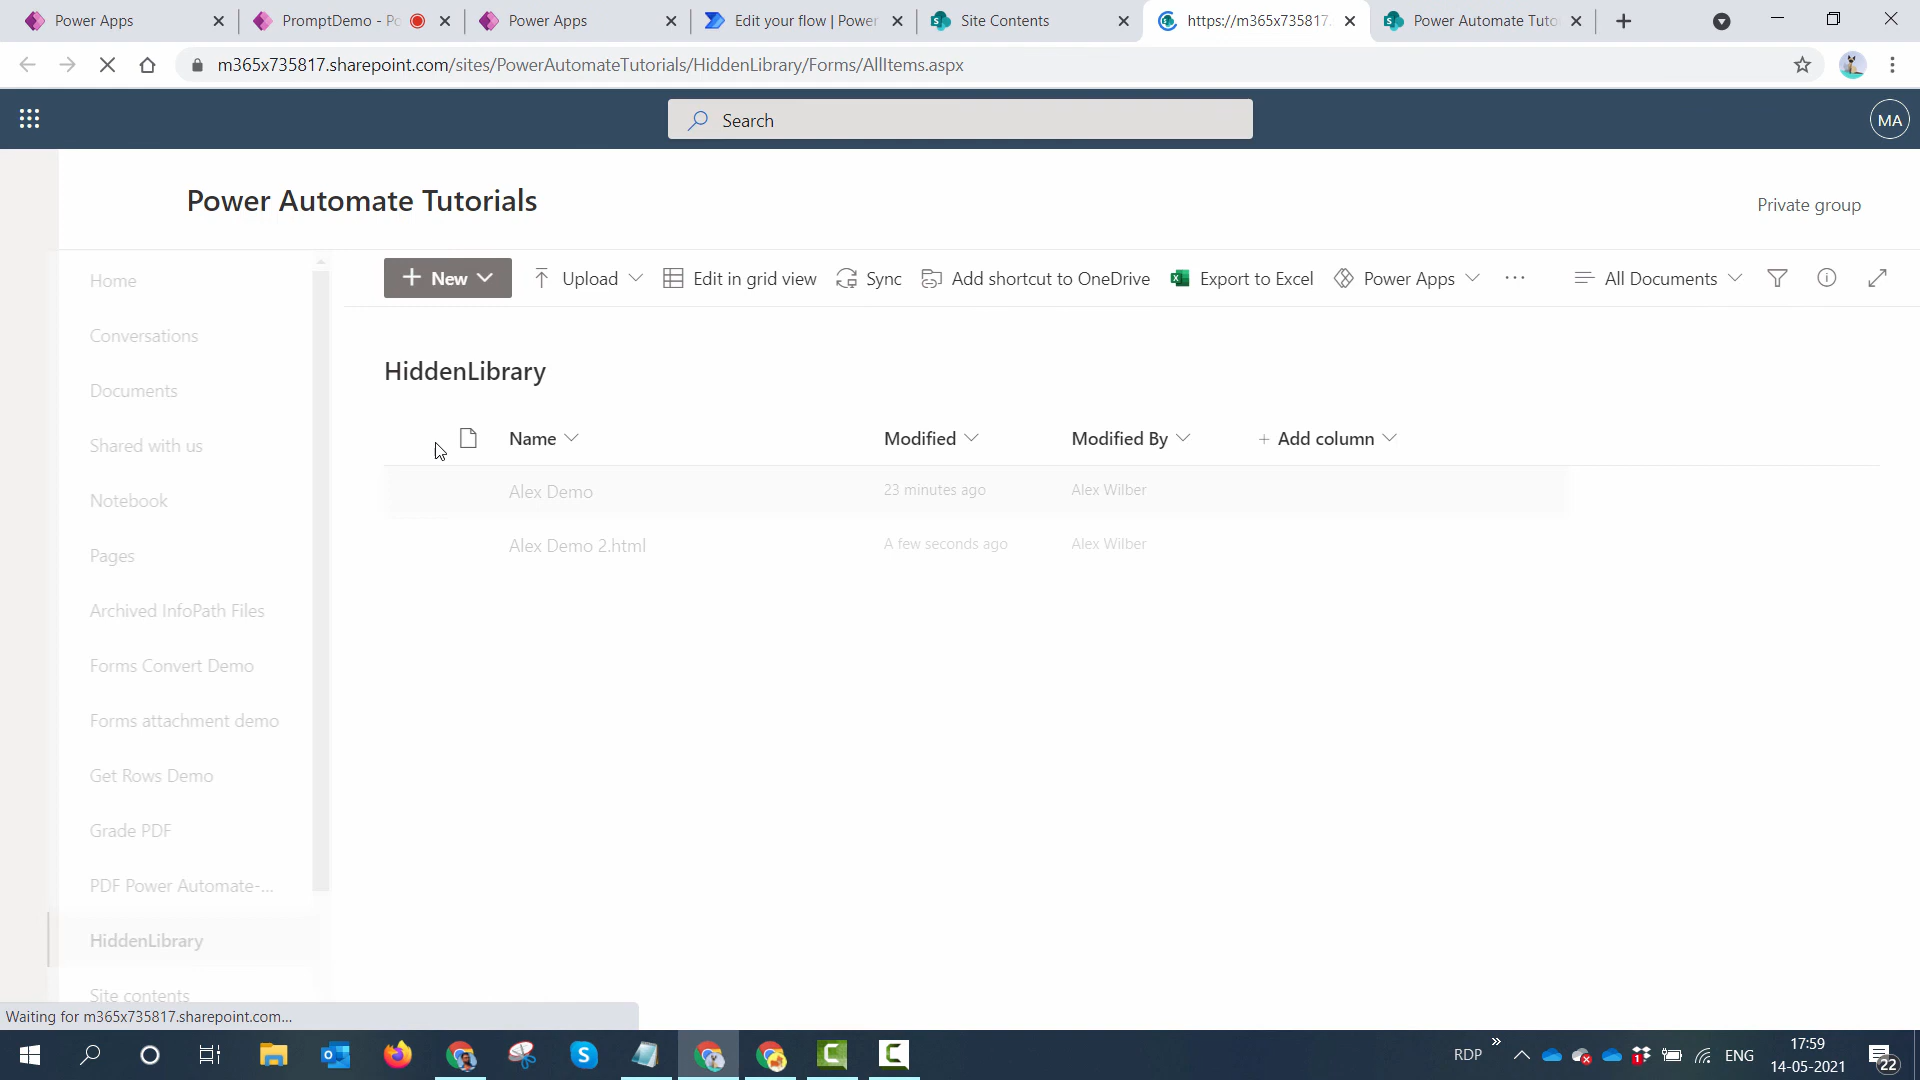 Power Apps
PromptDemo - Po
Power Apps
Edit your flow | Power
Site Contents
https://m365x735817.
Power Automate Tuto
m365x735817.sharepoint.com/sites/PowerAutomateTutorials/HiddenLibrary/Forms/AllItems.aspx
Search
MA
Power Automate Tutorials
Private group
Home
Conversations
Documents
Shared with us
Notebook
Pages
Archived InfoPath Files
Forms Convert Demo
Forms attachment demo
Get Rows Demo
Grade PDF
PDF Power Automate-...
HiddenLibrary
Site contents
+ New
Upload
Edit in grid view
Sync
Add shortcut to OneDrive
Export to Excel
Power Apps
...
All Documents
HiddenLibrary
Name
Modified
Modified By
+ Add column
Alex Demo
23 minutes ago
Alex Wilber
Alex Demo 2.html
A few seconds ago
Alex Wilber
Waiting for m365x735817.sharepoint.com...
RDP
ENG
17:59
14-05-2021
22